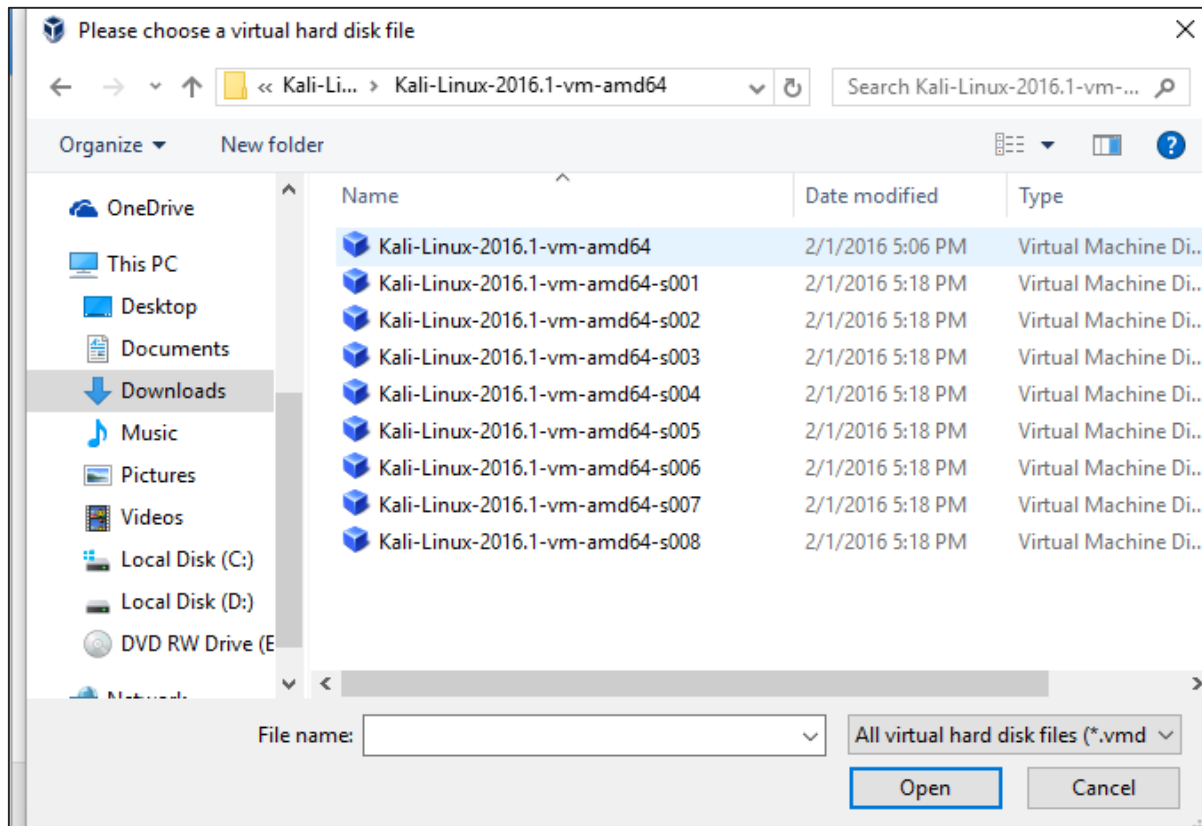 Please choose a virtual hard disk file
« Kali-Li... > Kali-Linux-2016.1-vm-amd64
Search Kali-Linux-2016.1-vm-...
Organize
New folder
Name Date modified Type
OneDrive
This PC
Desktop
Documents
Downloads
Music
Pictures
Videos
Local Disk (C:)
Local Disk (D:)
DVD RW Drive (E
Kali-Linux-2016.1-vm-amd64 2/1/2016 5:06 PM Virtual Machine Di...
Kali-Linux-2016.1-vm-amd64-s001 2/1/2016 5:18 PM Virtual Machine Di...
Kali-Linux-2016.1-vm-amd64-s002 2/1/2016 5:18 PM Virtual Machine Di...
Kali-Linux-2016.1-vm-amd64-s003 2/1/2016 5:18 PM Virtual Machine Di...
Kali-Linux-2016.1-vm-amd64-s004 2/1/2016 5:18 PM Virtual Machine Di...
Kali-Linux-2016.1-vm-amd64-s005 2/1/2016 5:18 PM Virtual Machine Di...
Kali-Linux-2016.1-vm-amd64-s006 2/1/2016 5:18 PM Virtual Machine Di...
Kali-Linux-2016.1-vm-amd64-s007 2/1/2016 5:18 PM Virtual Machine Di...
Kali-Linux-2016.1-vm-amd64-s008 2/1/2016 5:18 PM Virtual Machine Di...
File name:
All virtual hard disk files (*.vmd
Open
Cancel